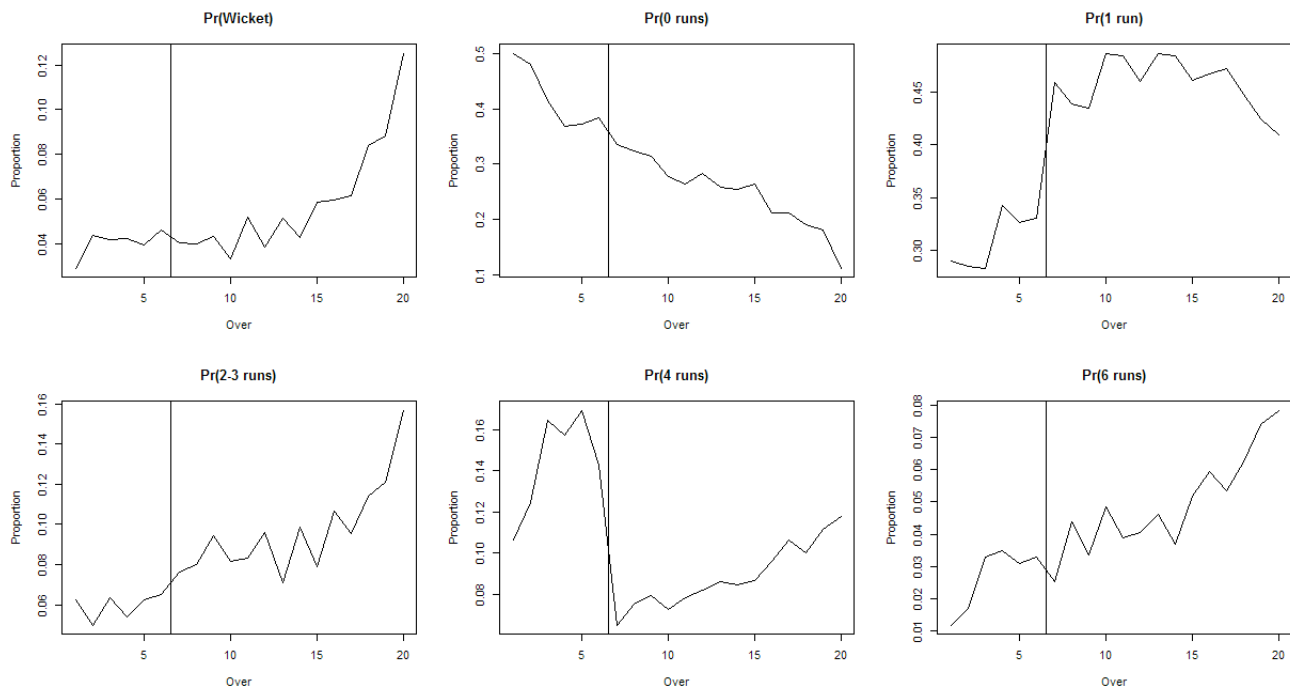 Pr(Wicket)
Proportion
0.04 0.06 0.08 0.10 0.12
5 10 15 20
Over
Pr(0 runs)
Proportion
0.1 0.2 0.3 0.4 0.5
5 10 15 20
Over
Pr(1 run)
Proportion
0.30 0.35 0.40 0.45
5 10 15 20
Over
Pr(2-3 runs)
Proportion
0.06 0.08 0.10 0.12 0.14 0.16
5 10 15 20
Over
Pr(4 runs)
Proportion
0.08 0.10 0.12 0.14 0.16
5 10 15 20
Over
Pr(6 runs)
Proportion
0.01 0.02 0.03 0.04 0.05 0.06 0.07 0.08
5 10 15 20
Over